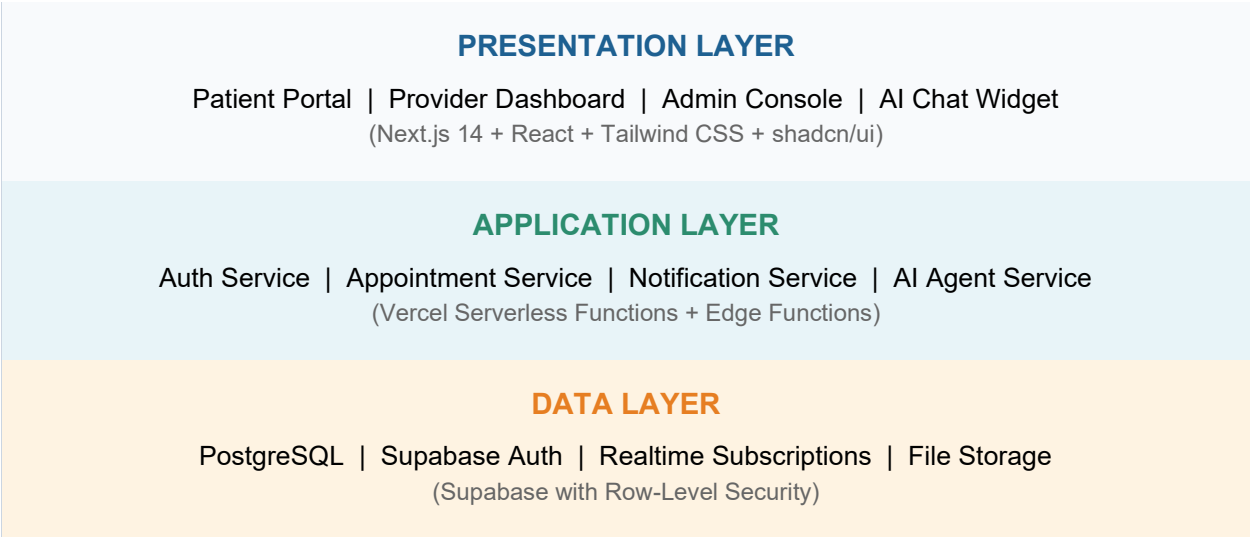 PRESENTATION LAYER
Patient Portal | Provider Dashboard | Admin Console | AI Chat Widget
(Next.js 14 + React + Tailwind CSS + shadcn/ui)
APPLICATION LAYER
Auth Service | Appointment Service | Notification Service | AI Agent Service
(Vercel Serverless Functions + Edge Functions)
DATA LAYER
PostgreSQL | Supabase Auth | Realtime Subscriptions | File Storage
(Supabase with Row-Level Security)